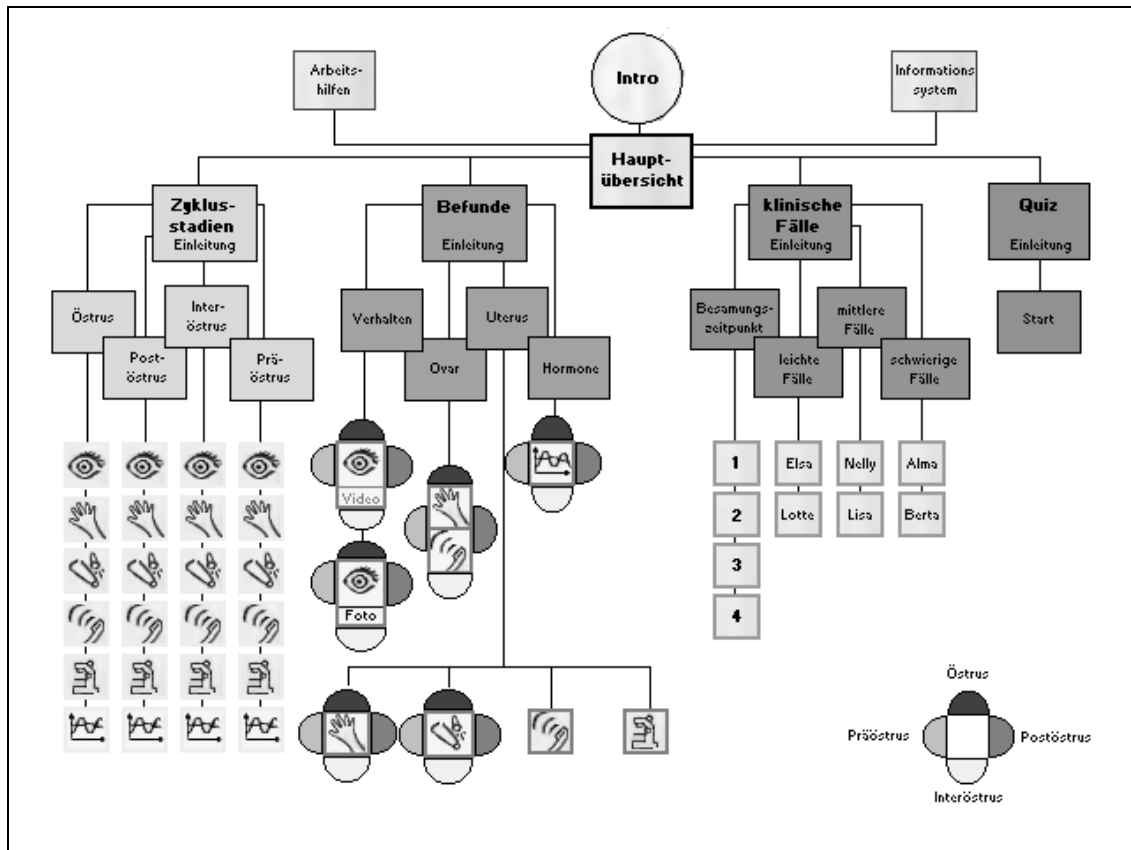 Intro
Arbeits-
hilfen
Informations
system
Haupt-
übersicht
Zyklus-
stadien
Einleitung
Befunde
Einleitung
klinische
Fälle
Einleitung
Quiz
Einleitung
Östrus
Inter-
östrus
Post-
östrus
Prä-
östrus
Verhalten
Uterus
Ovar
Hormone
Besamungs-
zeitpunkt
mittlere
Fälle
leichte
Fälle
schwierige
Fälle
Start
Video
Foto
1
Elsa
Nelly
Alma
2
Lotte
Lisa
Berta
3
4
Östrus
Präöstrus
Postöstrus
Interöstrus